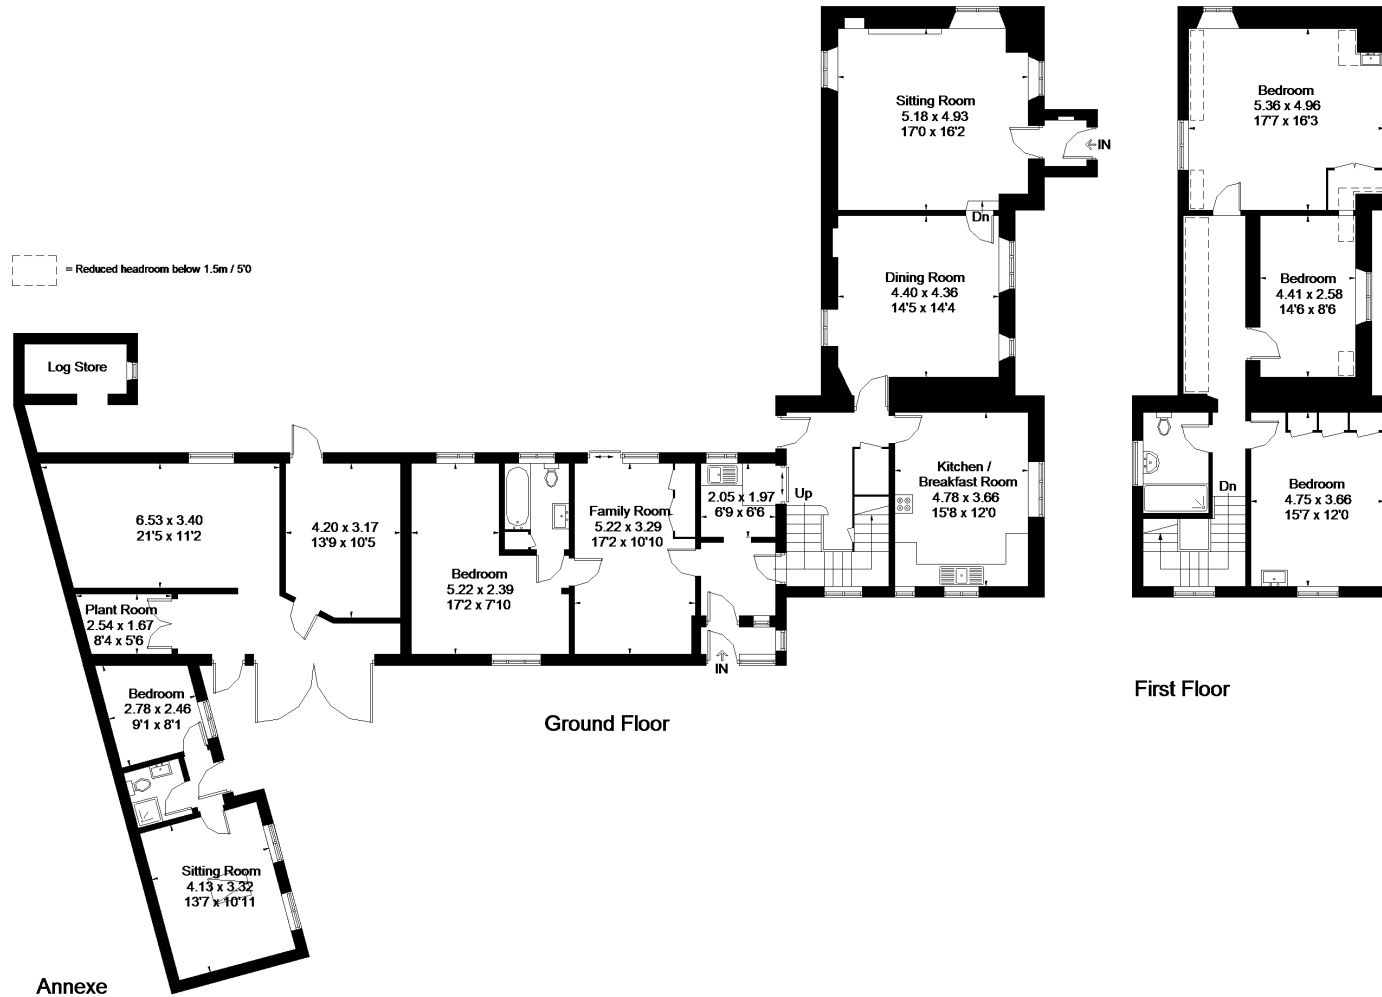 Sitting Room
5.18 x 4.93
17'0 x 16'2
IN
Dn
Dining Room
4.40 x 4.36
14'5 x 14'4
Bedroom
5.36 x 4.96
17'7 x 16'3
Bedroom
4.41 x 2.58
14'6 x 8'6
= Reduced headroom below 1.5m / 5'0
Log Store
6.53 x 3.40
21'5 x 11'2
4.20 x 3.17
13'9 x 10'5
Plant Room
2.54 x 1.67
8'4 x 5'6
Bedroom
5.22 x 2.39
17'2 x 7'10
Family Room
5.22 x 3.29
17'2 x 10'10
2.05 x 1.97
6'9 x 6'6
Up
Kitchen /
Breakfast Room
4.78 x 3.66
15'8 x 12'0
IN
Dn
Bedroom
4.75 x 3.66
15'7 x 12'0
Bedroom
2.78 x 2.46
9'1 x 8'1
Sitting Room
4.13 x 3.32
13'7 x 10'11
Ground Floor
First Floor
Annexe